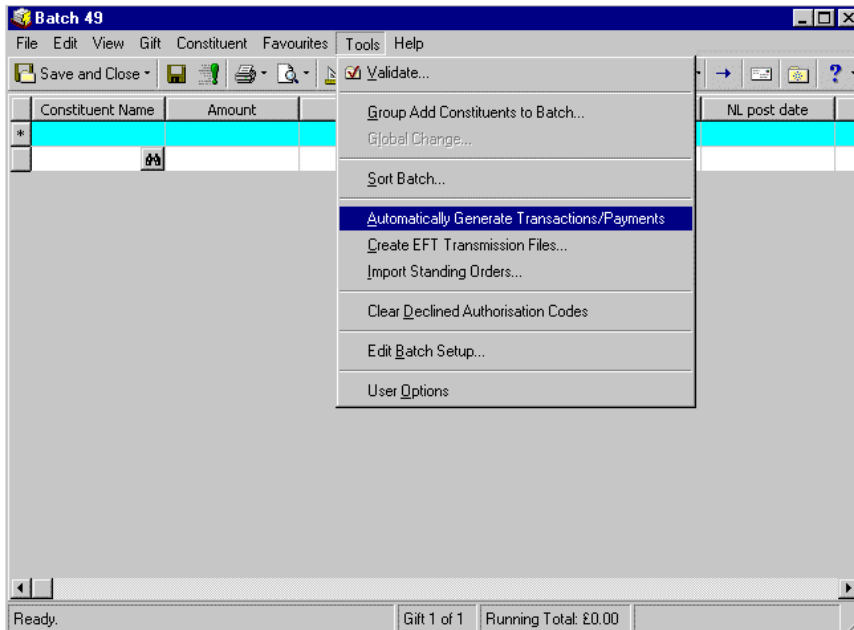 Batch 49
File Edit View Gift Constituent Favourites Tools Help
Save and Close
?
Constituent Name Amount NL post date
*
Validate...
Group Add Constituents to Batch...
Global Change...
Sort Batch...
Automatically Generate Transactions/Payments
Create EFT Transmission Files...
Import Standing Orders...
Clear Declined Authorisation Codes
Edit Batch Setup...
User Options
Ready. Gift 1 of 1 Running Total: £0.00